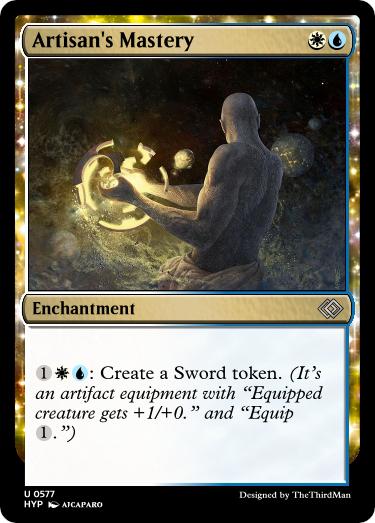 Artisan's Mastery
Enchantment
1: Create a Sword token. (It's
an artifact equipment with “Equipped
creature gets +1/+0.” and “Equip
1.”)
U 0577
HYP AJCAPARO
Designed by TheThirdMan